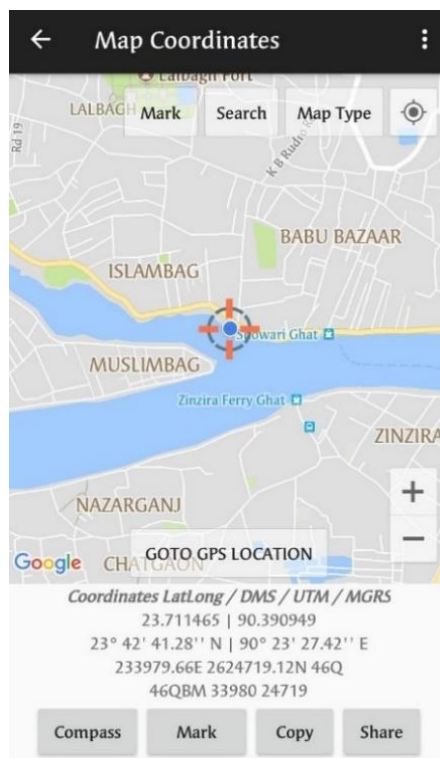 ← Map Coordinates
Lalbagh Fort
LALBAGH
Mark Search Map Type
Rd 19
K B Rudro
BABU BAZAAR
ISLAMBAG
Soowari Ghat
MUSLIMBAG
Zinzira Ferry Ghat
ZINZIRA
NAZARGANJ
+
−
GOTO GPS LOCATION
Google
CHATGAON
Coordinates LatLong / DMS / UTM / MGRS
23.711465 | 90.390949
23° 42' 41.28'' N | 90° 23' 27.42'' E
233979.66E 2624719.12N 46Q
46QBM 33980 24719
Compass Mark Copy Share